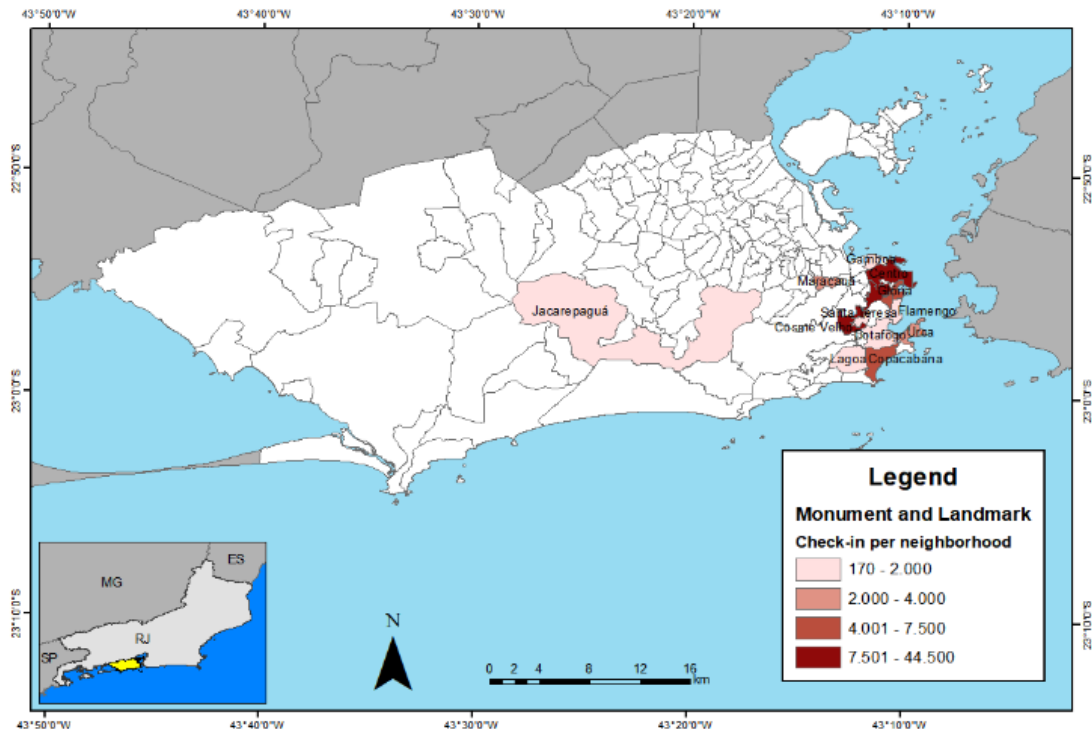 43°50'0"W 43°40'0"W 43°30'0"W 43°20'0"W 43°10'0"W
22°50'0"S
22°50'0"S
Gamboa
Centro
Maracanã
Glória
Jacarepaguá
Santa Teresa
Flamengo
Cosme Velho
Botafogo
Urca
Lagoa
Copacabana
23°0'0"S
23°0'0"S
Legend
Monument and Landmark
Check-in per neighborhood
170 - 2.000
2.000 - 4.000
4.001 - 7.500
7.501 - 44.500
ES
MG
RJ
SP
N
0 2 4 8 12 16
km
23°10'0"S
23°10'0"S
43°50'0"W 43°40'0"W 43°30'0"W 43°20'0"W 43°10'0"W